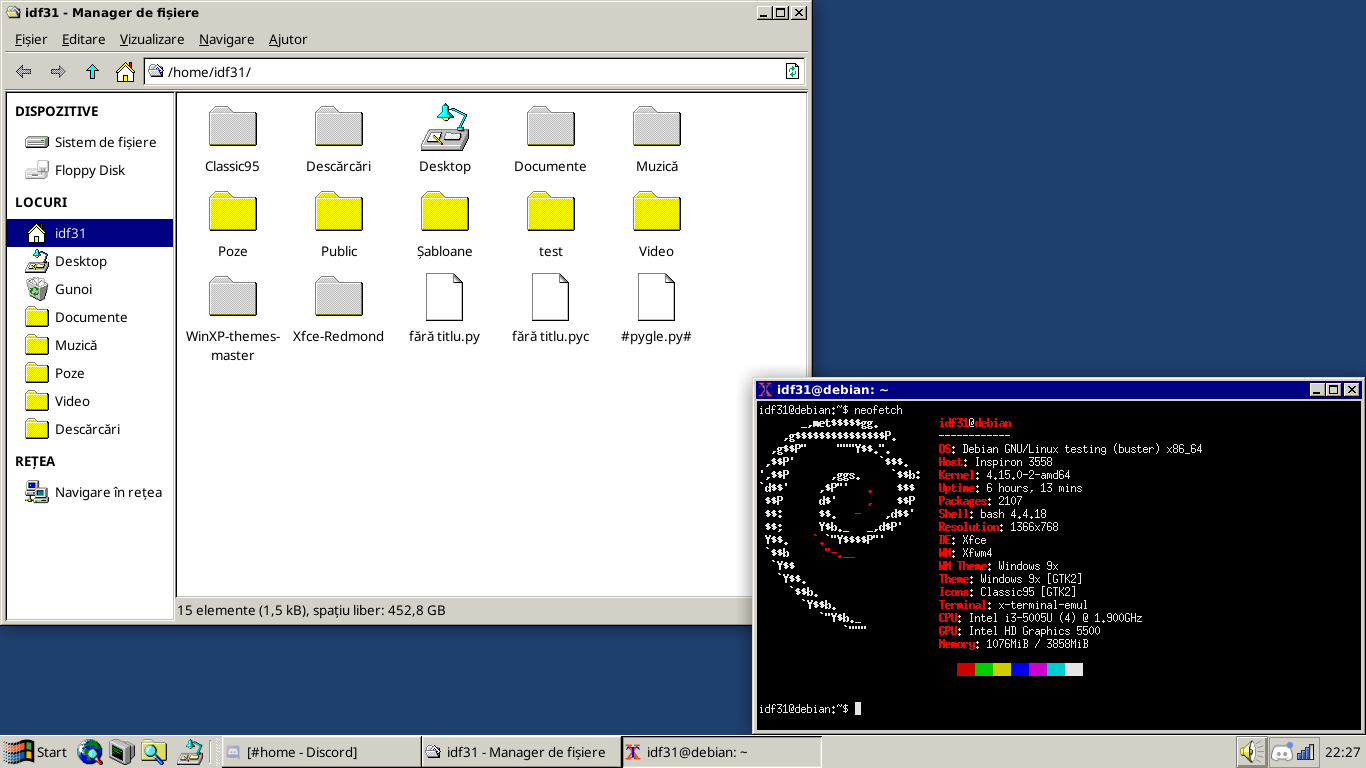 idf31 - Manager de fișiere
Fișier Editare Vizualizare Navigare Ajutor
/home/idf31/
DISPOZITIVE
Sistem de fișiere
Floppy Disk
LOCURI
idf31
Desktop
Gunoi
Documente
Muzică
Poze
Video
Descărcări
REȚEA
Navigare în rețea
Classic95 Descărcări Desktop Documente Muzică
Poze Public Șabloane test Video
WinXP-themes-master Xfce-Redmond fără titlu.py fără titlu.pyc #pygle.py#
15 elemente (1,5 kB), spațiu liber: 452,8 GB
idf31@debian: ~
idf31@debian:~$ neofetch
idf31@debian
------------
OS: Debian GNU/Linux testing (buster) x86_64
Host: Inspiron 3558
Kernel: 4.15.0-2-amd64
Uptime: 6 hours, 13 mins
Packages: 2107
Shell: bash 4.4.18
Resolution: 1366x768
DE: Xfce
WM: Xfwm4
WM Theme: Windows 9x
Theme: Windows 9x [GTK2]
Icons: Classic95 [GTK2]
Terminal: x-terminal-emul
CPU: Intel i3-5005U (4) @ 1.900GHz
GPU: Intel HD Graphics 5500
Memory: 1076MiB / 3858MiB
idf31@debian:~$
Start [#home - Discord] idf31 - Manager de fișiere idf31@debian: ~ 22:27